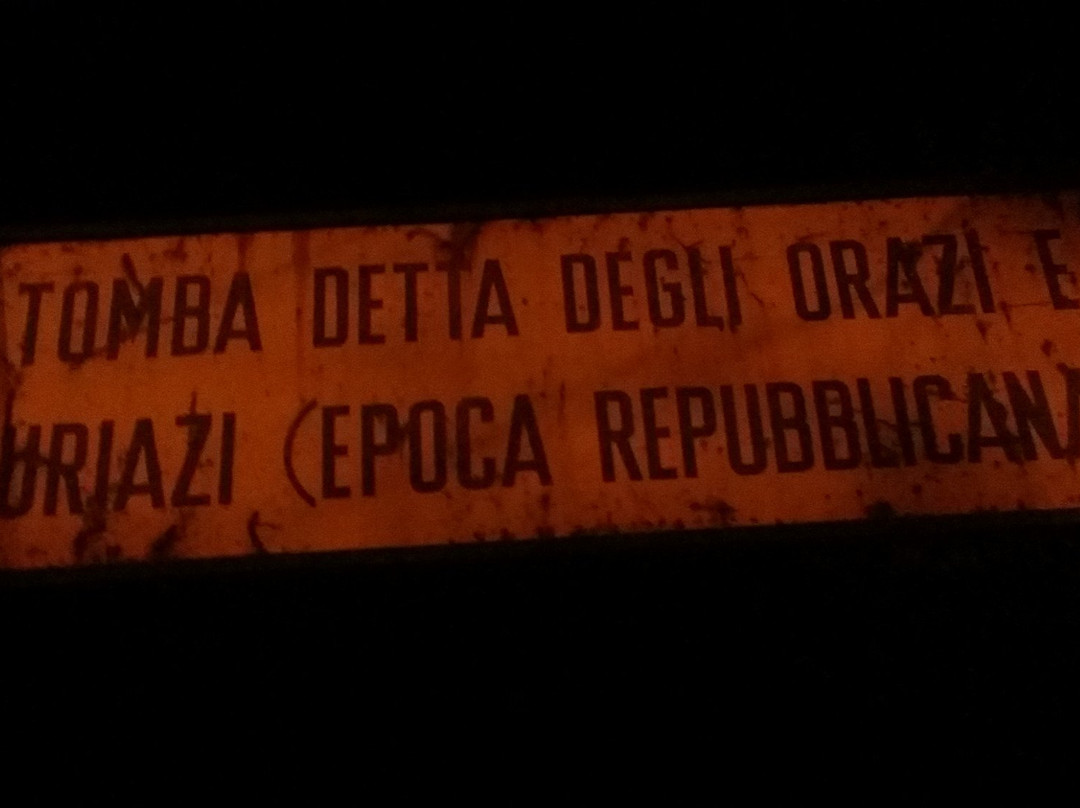 TOMBA DETTA DEGLI ORAZI E
URIAZI (EPOCA REPUBBLICANA